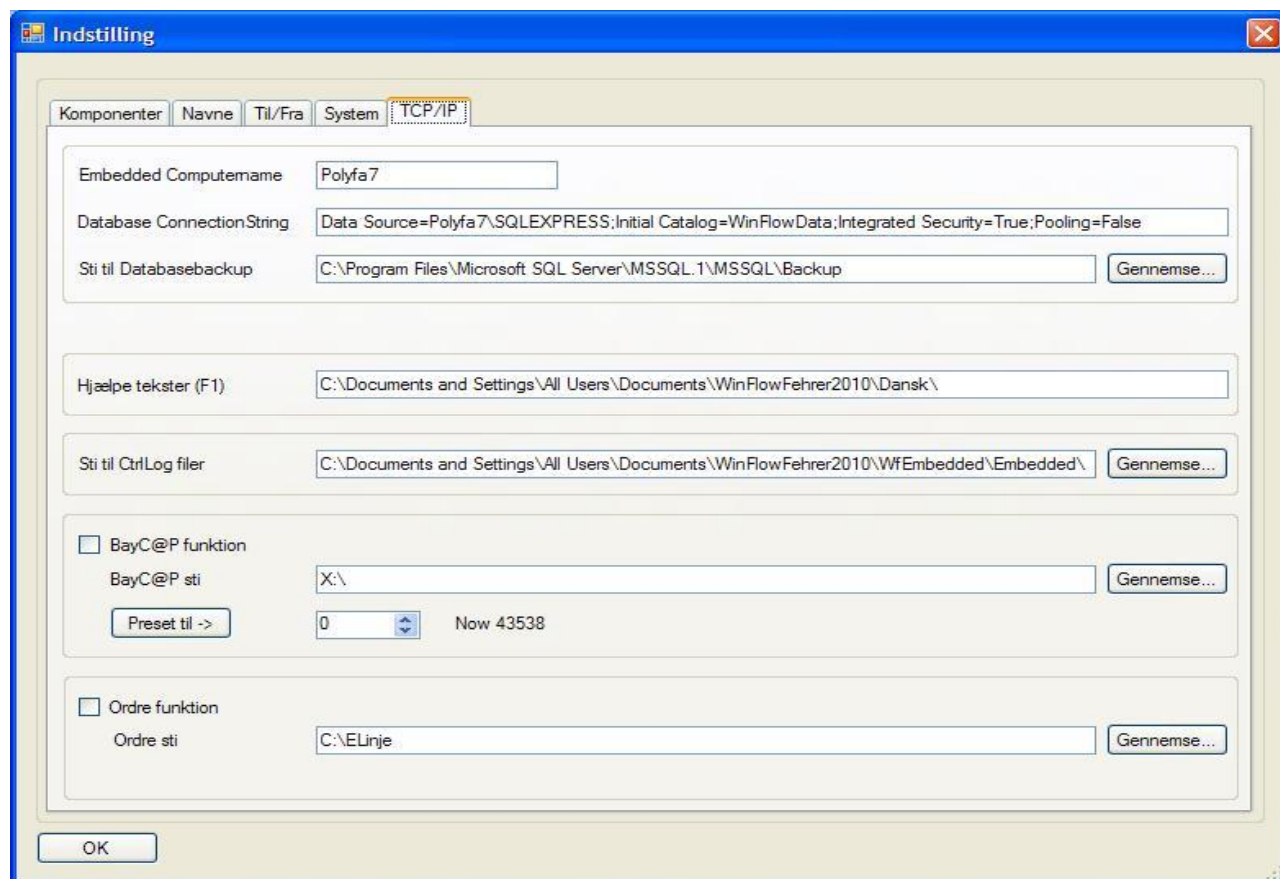 Indstilling
Komponenter Navne Til/Fra System TCP/IP
Embedded Computername Polyfa7
Database ConnectionString Data Source=Polyfa7\SQLEXPRESS;Initial Catalog=WinFlowData;Integrated Security=True;Pooling=False
Sti til Databasebackup C:\Program Files\Microsoft SQL Server\MSSQL.1\MSSQL\Backup Gennemse...
Hjælpe tekster (F1) C:\Documents and Settings\All Users\Documents\WinFlowFehrer2010\Dansk\
Sti til CtrlLog filer C:\Documents and Settings\All Users\Documents\WinFlowFehrer2010\WfEmbedded\Embedded\ Gennemse...
BayC@P funktion
BayC@P sti X:\ Gennemse...
Preset til -> 0 Now 43538
Ordre funktion
Ordre sti C:\ELinje Gennemse...
OK